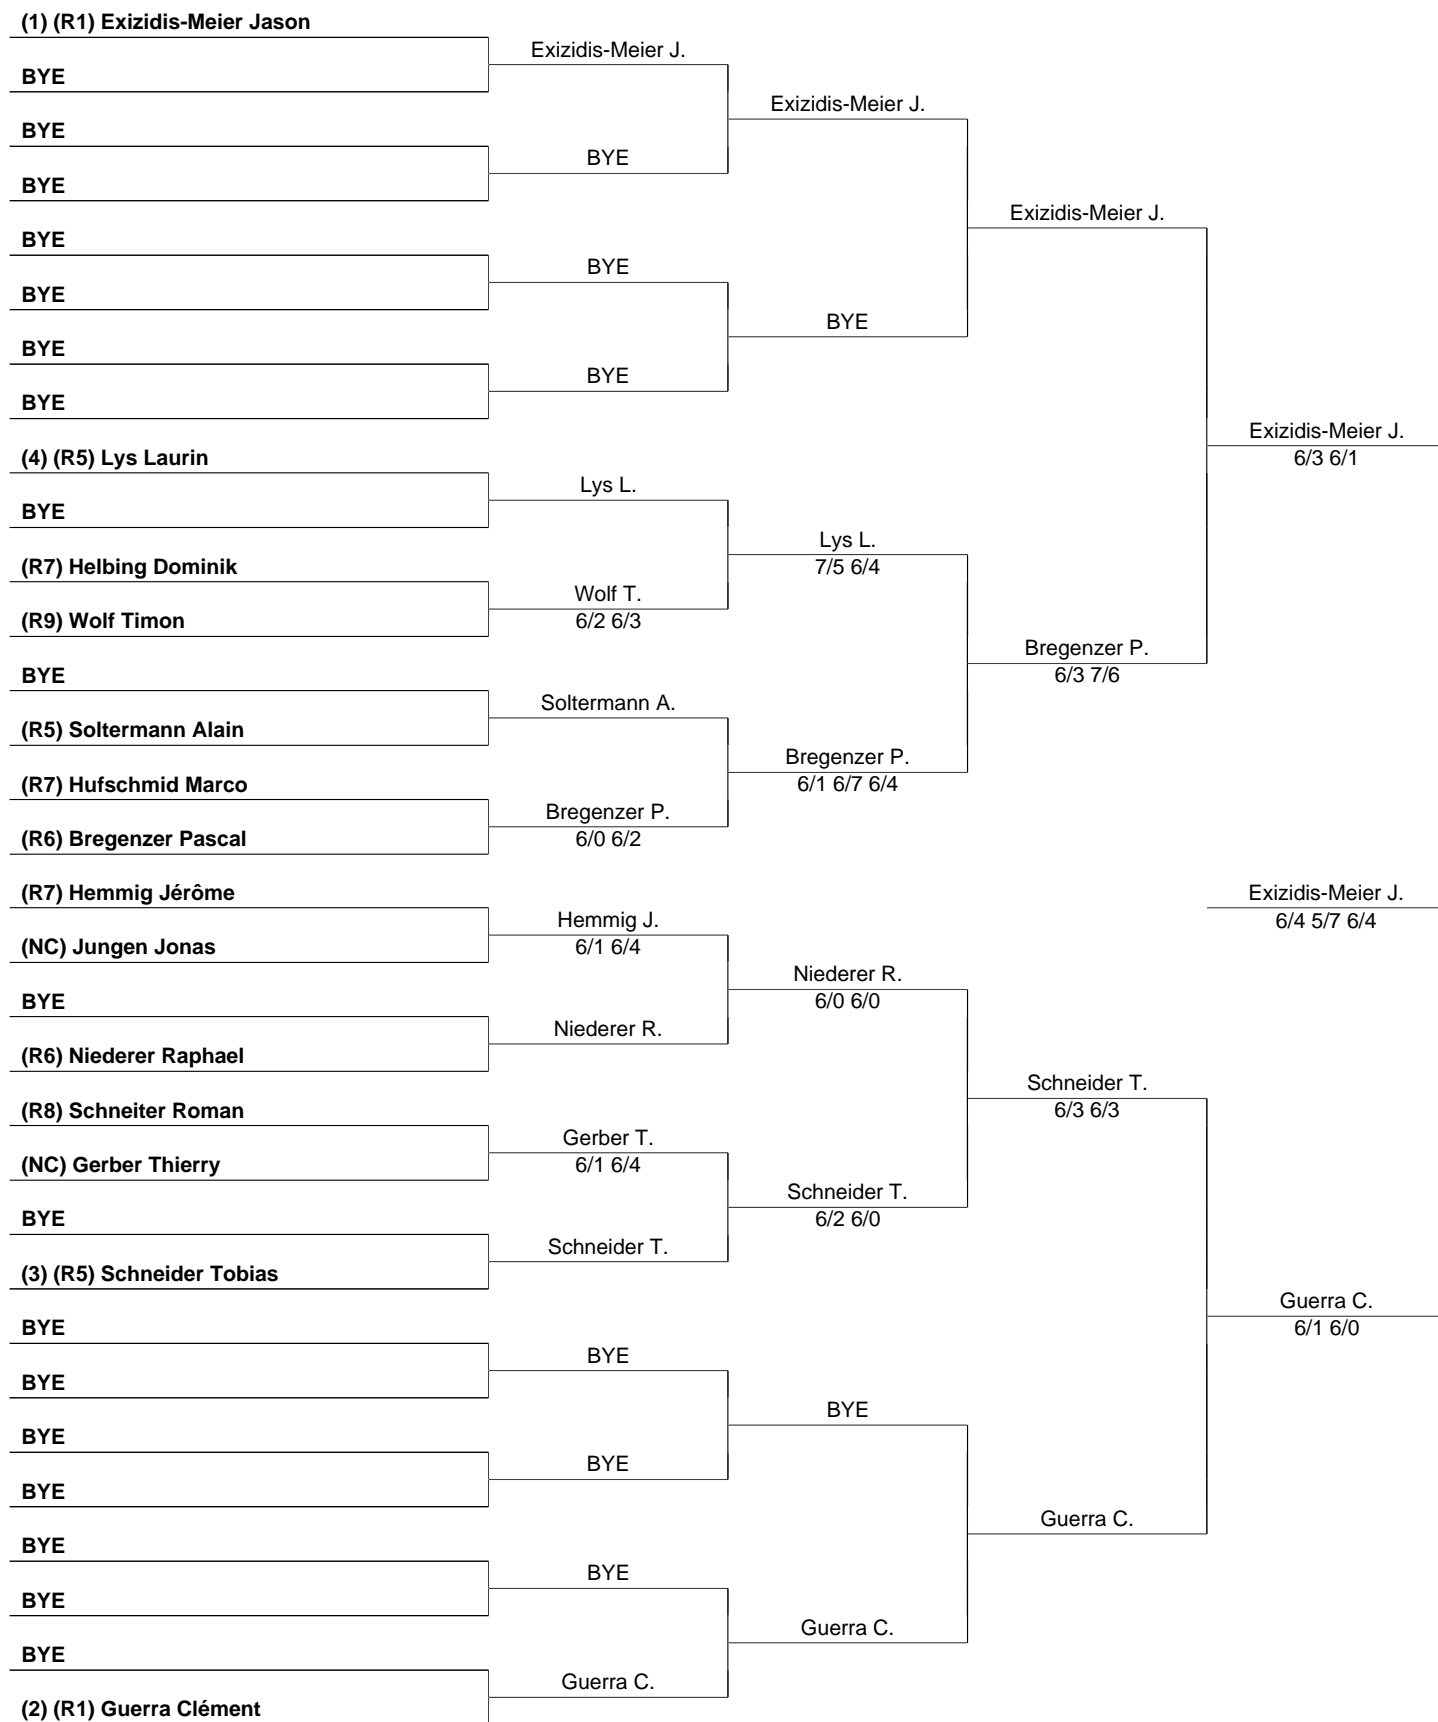 (1) (R1) Exizidis-Meier Jason
Exizidis-Meier J.
BYE
Exizidis-Meier J.
BYE
BYE
BYE
Exizidis-Meier J.
BYE
BYE
BYE
BYE
BYE
BYE
BYE
Exizidis-Meier J.
6/3 6/1
(4) (R5) Lys Laurin
Lys L.
BYE
Lys L.
7/5 6/4
(R7) Helbing Dominik
Wolf T.
6/2 6/3
(R9) Wolf Timon
Bregenzer P.
6/3 7/6
BYE
Soltermann A.
(R5) Soltermann Alain
Bregenzer P.
6/1 6/7 6/4
(R7) Hufschmid Marco
Bregenzer P.
6/0 6/2
(R6) Bregenzer Pascal
(R7) Hemmig Jérôme
Exizidis-Meier J.
6/4 5/7 6/4
Hemmig J.
6/1 6/4
(NC) Jungen Jonas
Niederer R.
6/0 6/0
BYE
Niederer R.
(R6) Niederer Raphael
Schneider T.
6/3 6/3
(R8) Schneiter Roman
Gerber T.
6/1 6/4
(NC) Gerber Thierry
Schneider T.
6/2 6/0
BYE
Schneider T.
(3) (R5) Schneider Tobias
Guerra C.
6/1 6/0
BYE
BYE
BYE
BYE
BYE
BYE
BYE
Guerra C.
BYE
BYE
BYE
Guerra C.
BYE
Guerra C.
(2) (R1) Guerra Clément